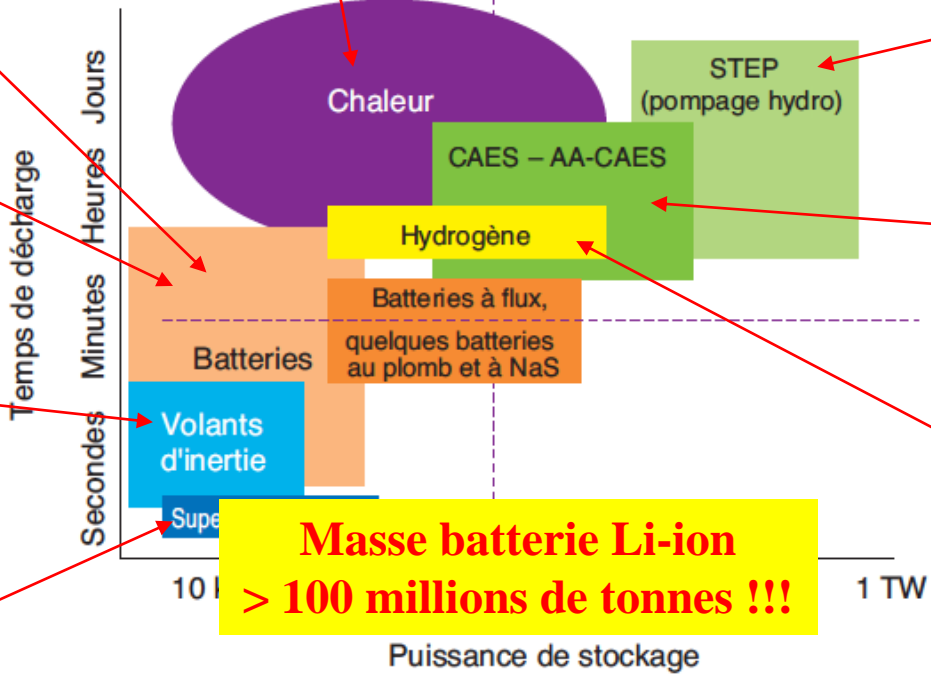 Temps de décharge
Jours
Heures
Minutes
Secondes
Chaleur
STEP
(pompage hydro)
CAES – AA-CAES
Hydrogène
Batteries à flux,
quelques batteries
au plomb et à NaS
Batteries
Volants
d'inertie
Masse batterie Li-ion
> 100 millions de tonnes !!!
10
1 TW
Puissance de stockage